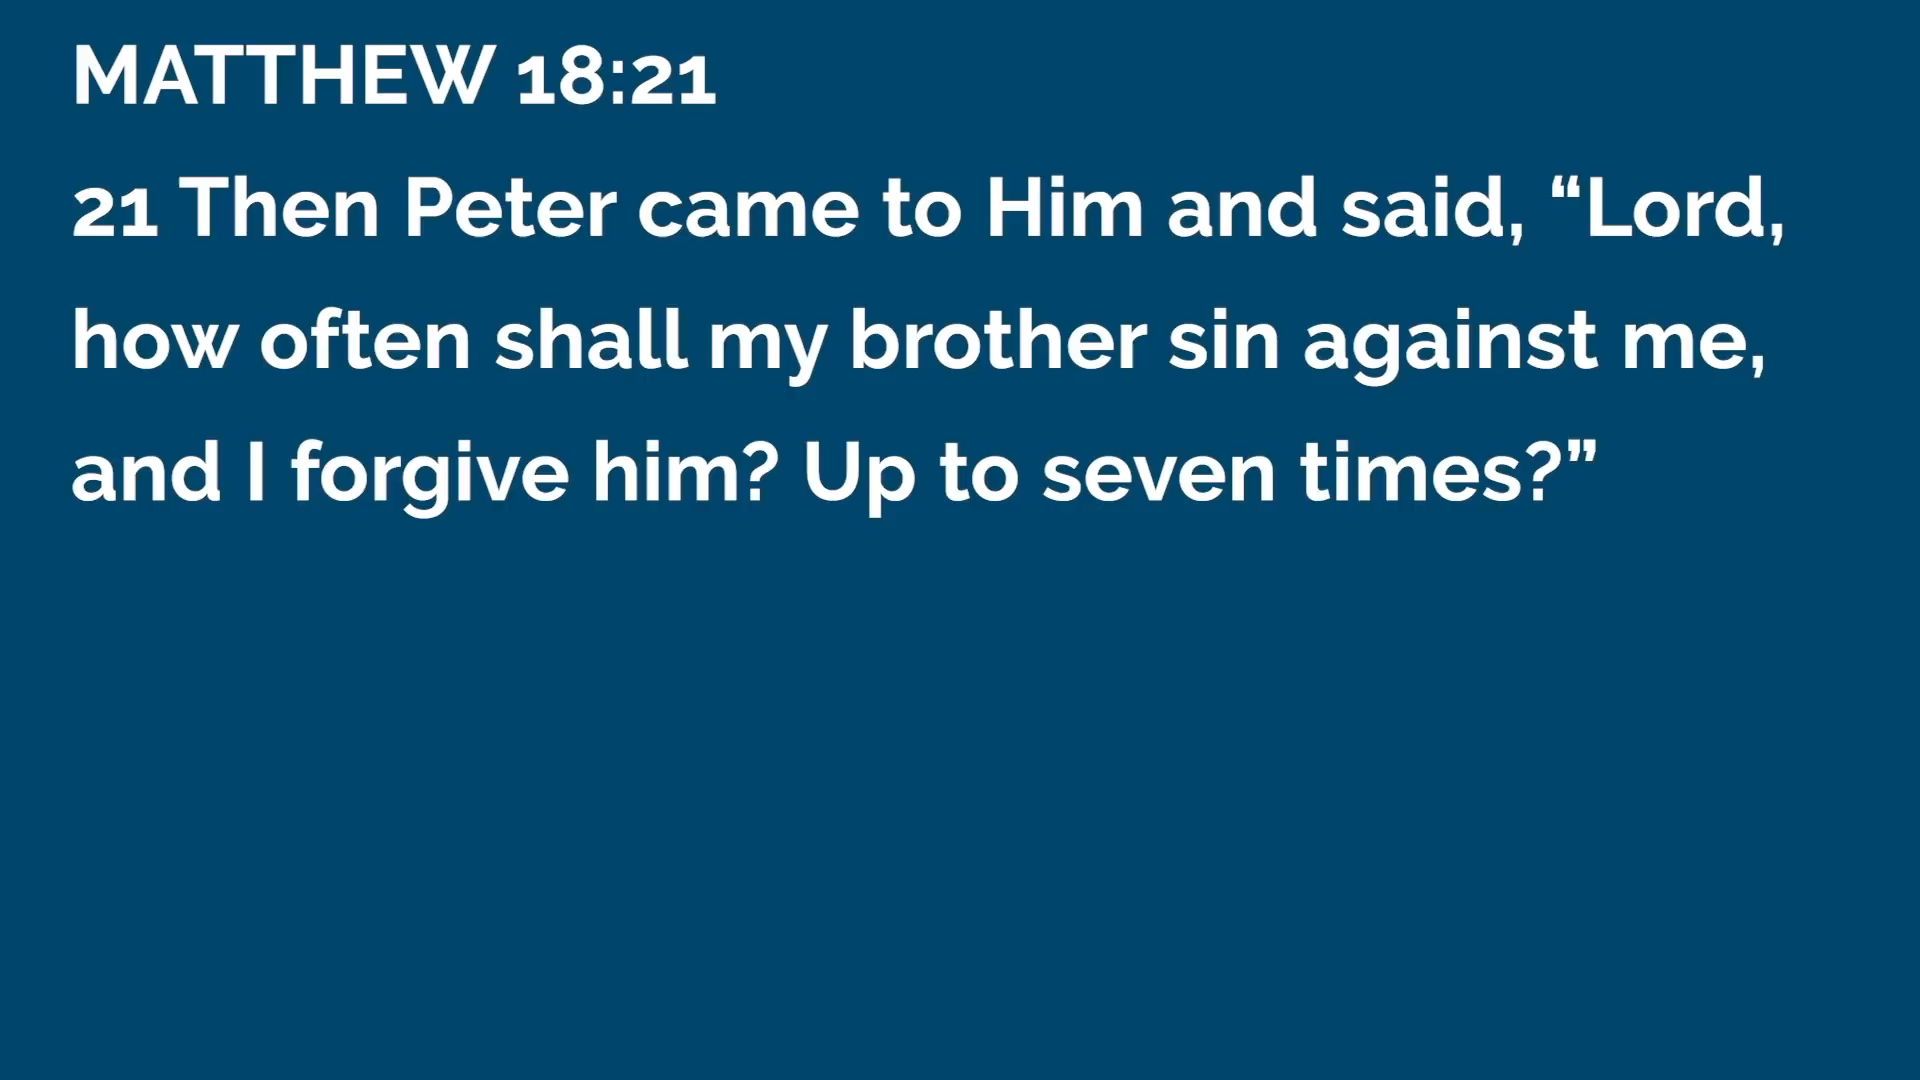 MATTHEW 18:21
21 Then Peter came to Him and said, “Lord,
how often shall my brother sin against me,
and I forgive him? Up to seven times?”